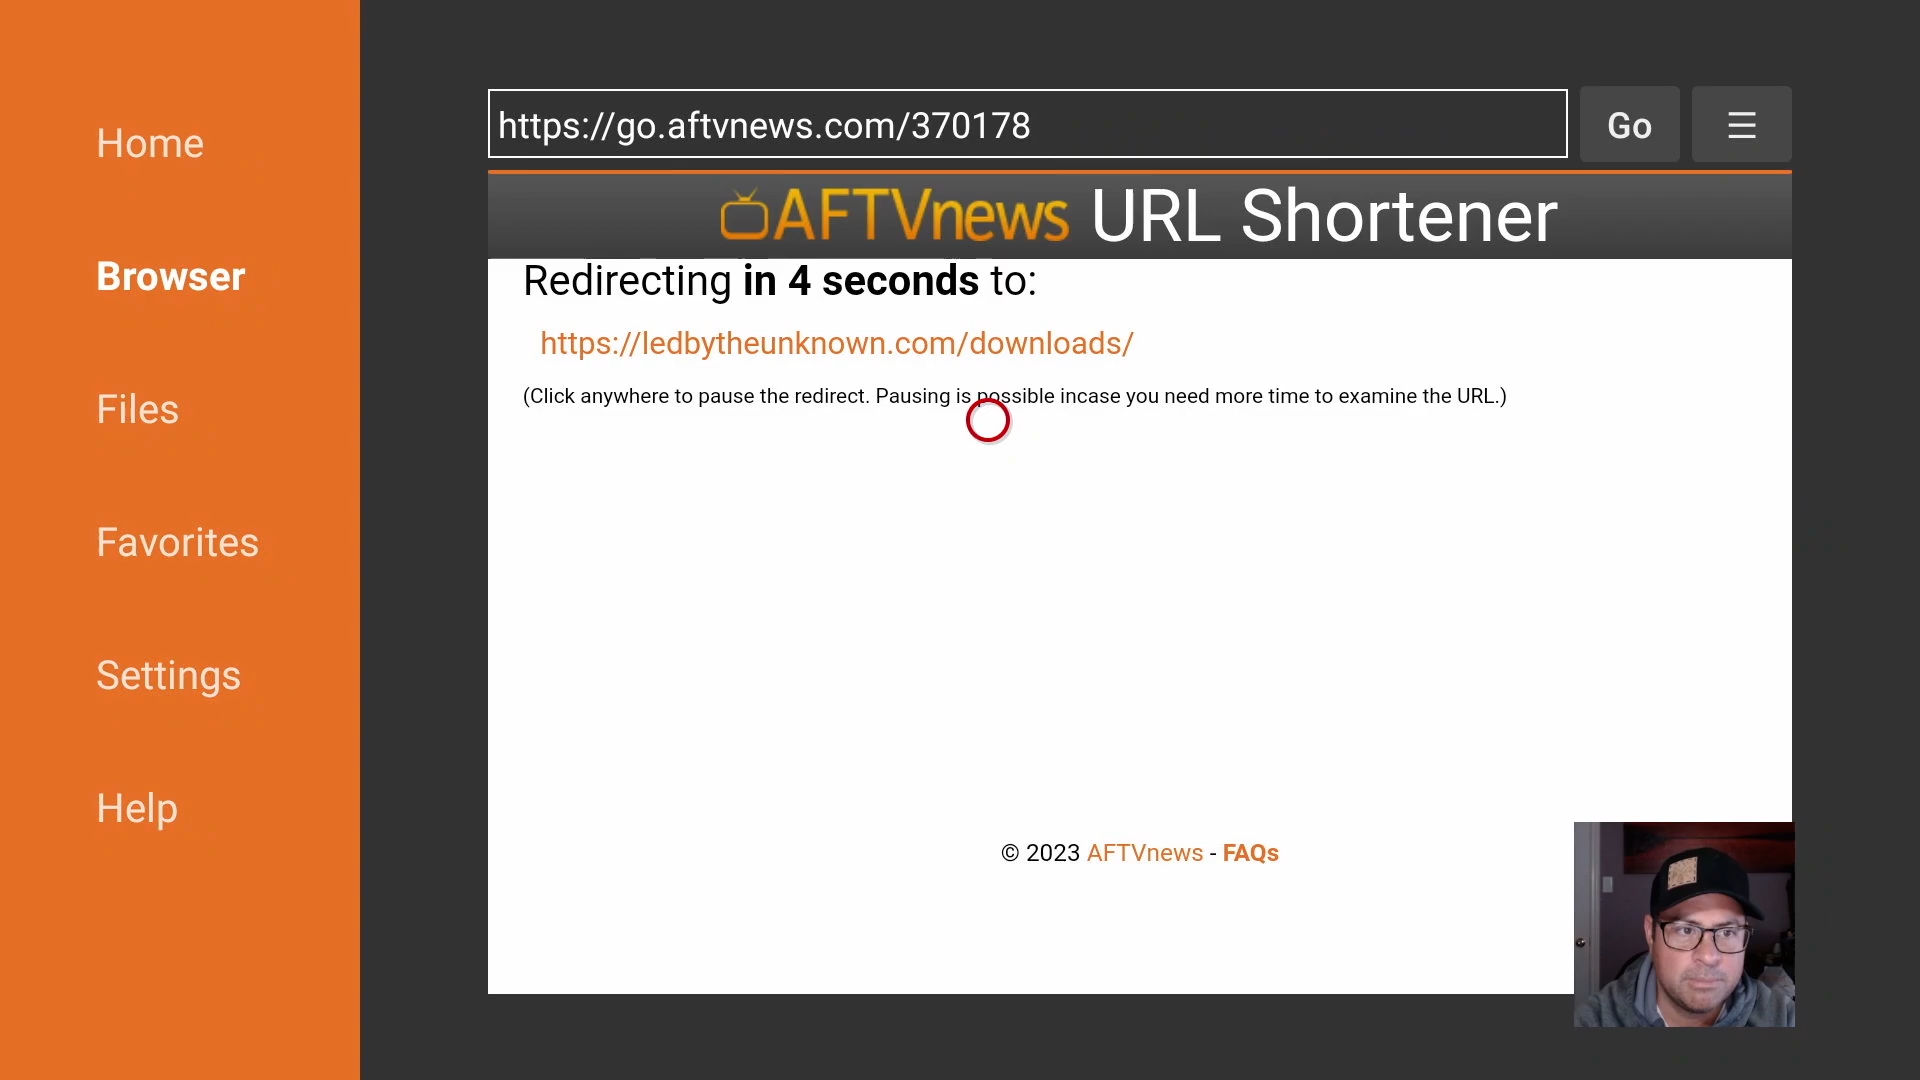 Home
Browser
Files
Favorites
Settings
Help
https://go.aftvnews.com/370178
Go
AFTVnews URL Shortener
Redirecting in 4 seconds to:
https://ledbytheunknown.com/downloads/
(Click anywhere to pause the redirect. Pausing is possible incase you need more time to examine the URL.)
© 2023 AFTVnews - FAQs